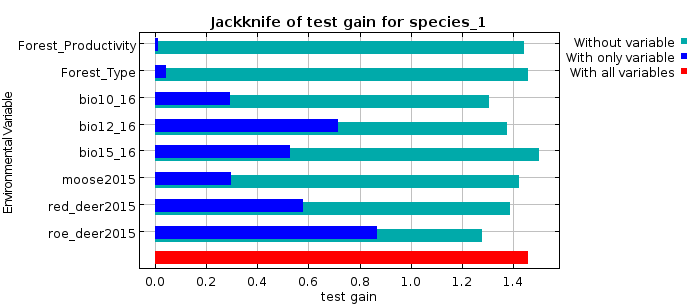 Jackknife of test gain for species_1
Without variable
With only variable
With all variables
Environmental Variable
Forest_Productivity
Forest_Type
bio10_16
bio12_16
bio15_16
moose2015
red_deer2015
roe_deer2015
0.0 0.2 0.4 0.6 0.8 1.0 1.2 1.4
test gain